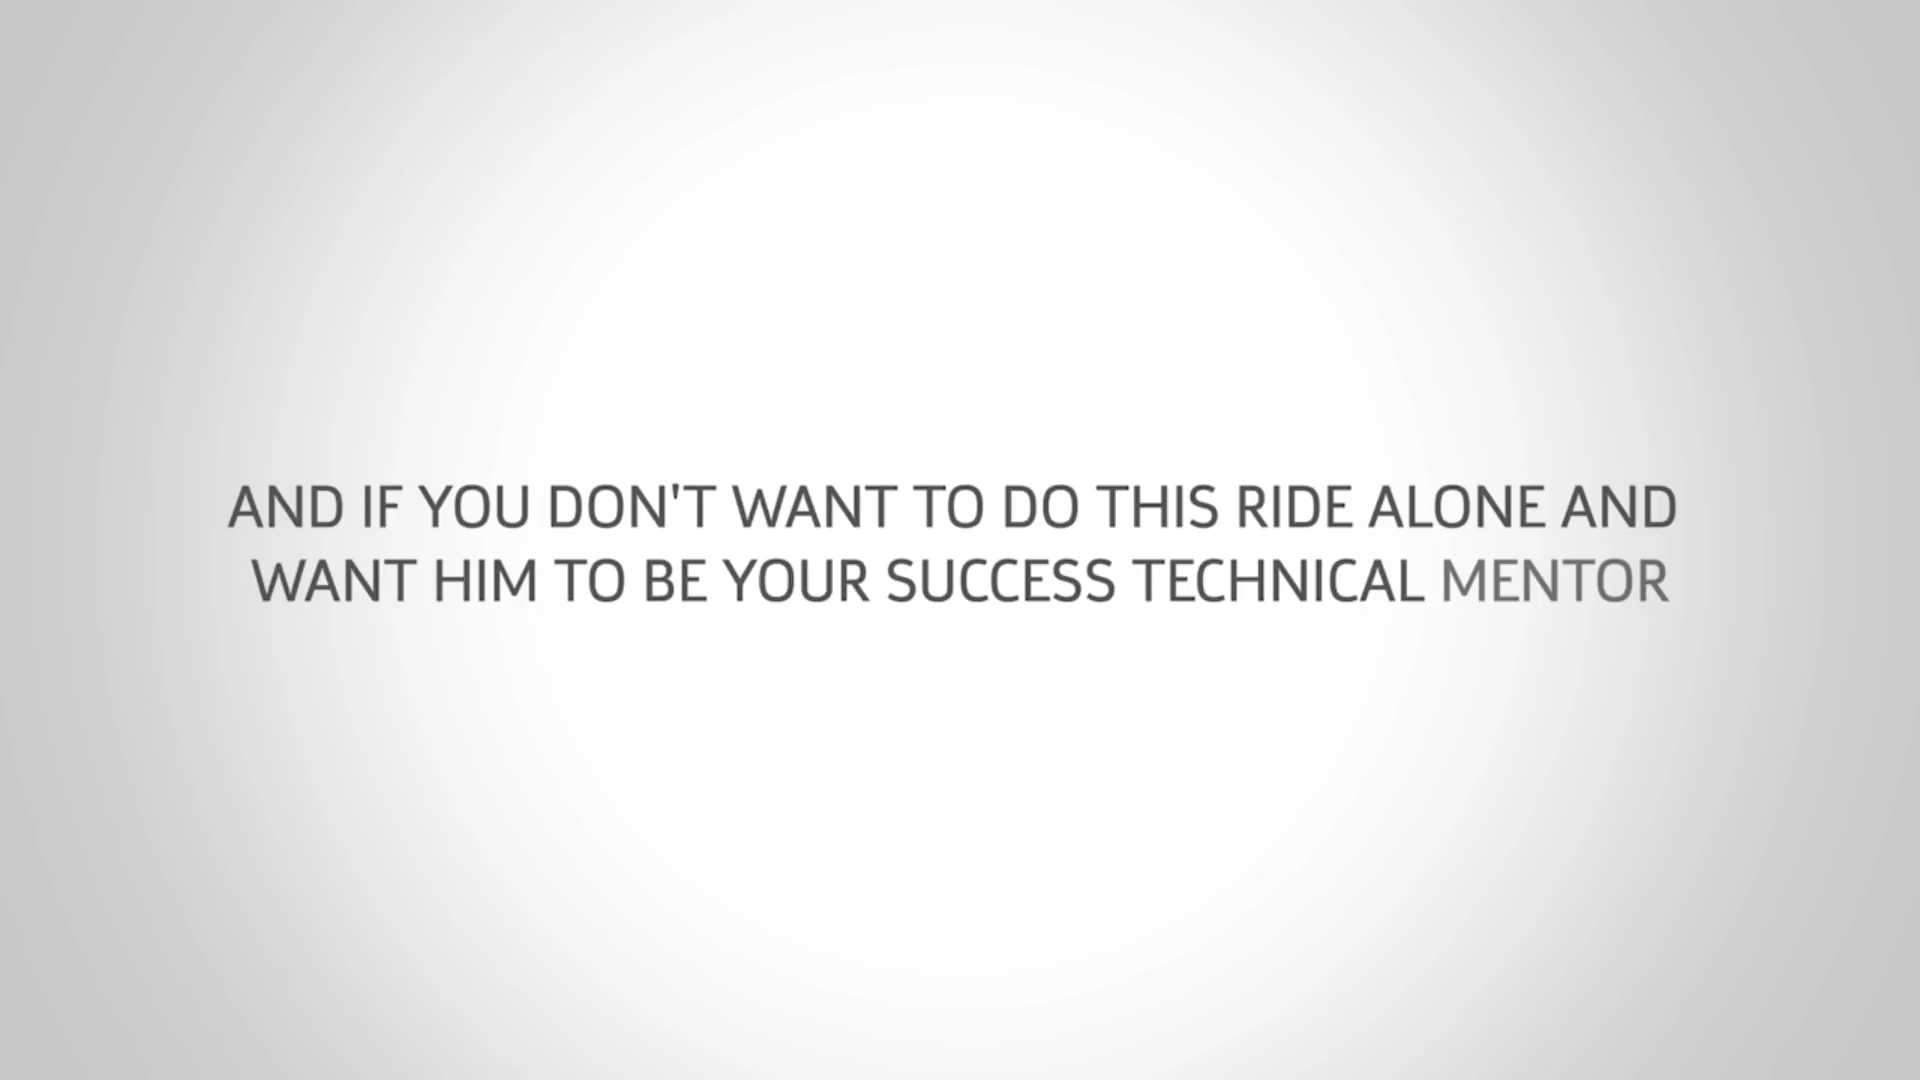 AND IF YOU DON'T WANT TO DO THIS RIDE ALONE AND
WANT HIM TO BE YOUR SUCCESS TECHNICAL MENTOR